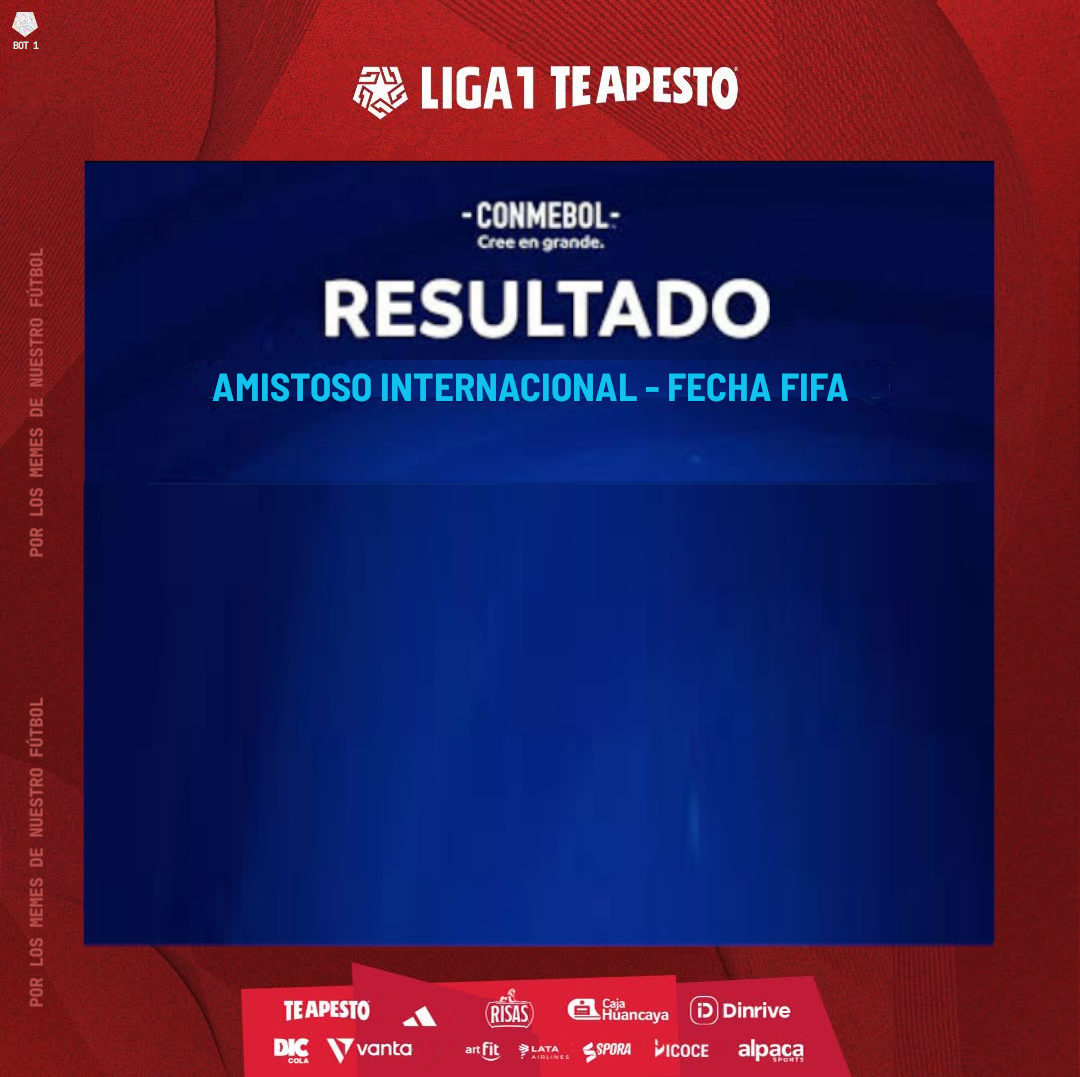 BOT 1
LIGA1 TE APESTO
-CONMEBOL-
Cree en grande.
RESULTADO
AMISTOSO INTERNACIONAL - FECHA FIFA
POR LOS MEMES DE NUESTRO FÚTBOL
POR LOS MEMES DE NUESTRO FÚTBOL
TE APESTO RISAS Caja Huancaya Dinrive
DIC COLA vanta art fit LATA AIRLINES SPORA VICOCE alpaca SPORTS